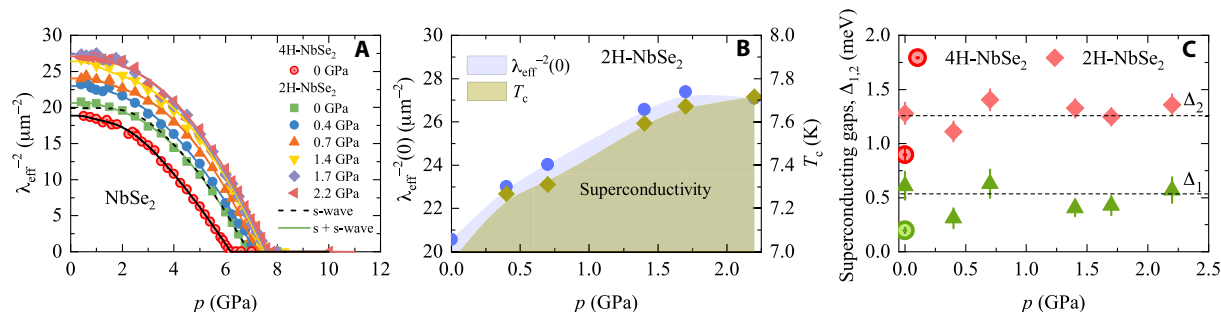 A
4H-NbSe2
0 GPa
2H-NbSe2
0 GPa
0.4 GPa
0.7 GPa
1.4 GPa
1.7 GPa
2.2 GPa
s-wave
s + s-wave
NbSe2
30
25
20
15
10
5
0
λeff−2 (μm−2)
0 2 4 6 8 10 12
p (GPa)
B
2H-NbSe2
λeff−2(0)
Tc
Superconductivity
30
28
26
24
22
20
λeff−2(0) (μm−2)
8.0
7.8
7.6
7.4
7.2
7.0
Tc (K)
0.0 0.5 1.0 1.5 2.0
p (GPa)
C
4H-NbSe2 2H-NbSe2
Δ2
Δ1
2.0
1.5
1.0
0.5
0.0
Superconducting gaps, Δ1,2 (meV)
0.0 0.5 1.0 1.5 2.0 2.5
p (GPa)